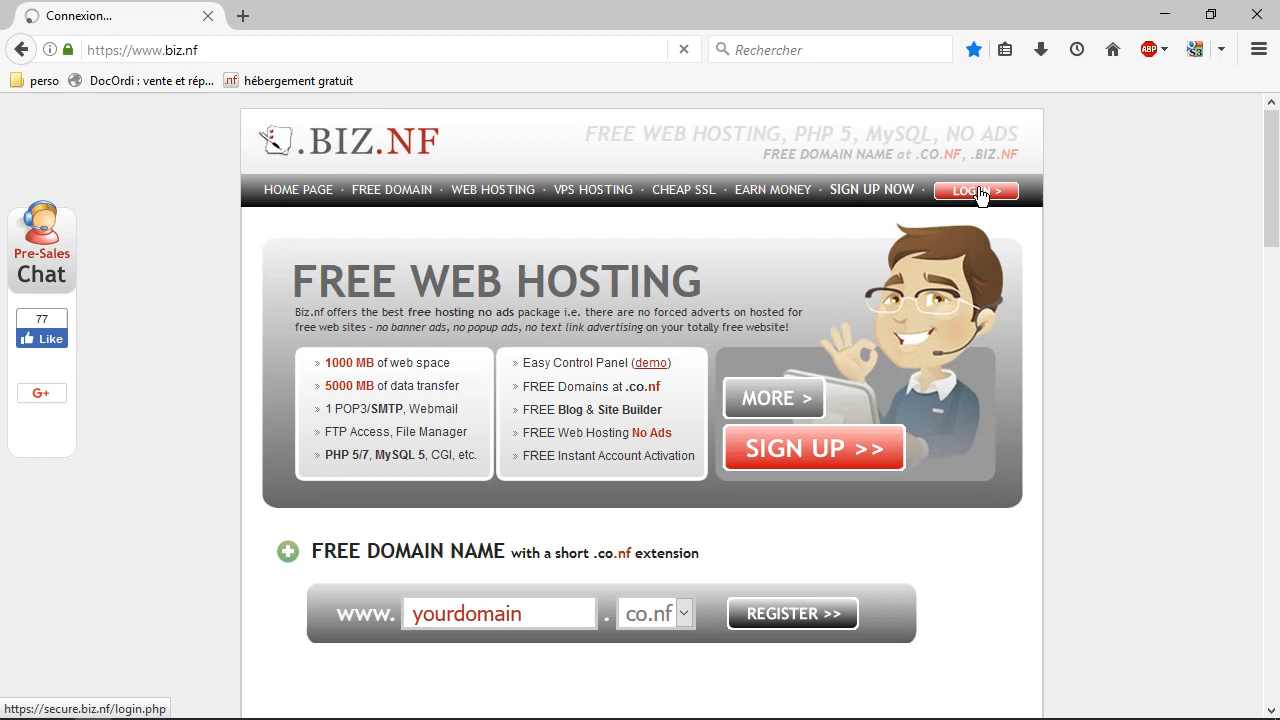 Connexion...
https://www.biz.nf
Rechercher
ABP
perso
DocOrdi : vente et rép...
.nf hébergement gratuit
.BIZ.NF
FREE WEB HOSTING, PHP 5, MySQL, NO ADS
FREE DOMAIN NAME at .CO.NF, .BIZ.NF
HOME PAGE · FREE DOMAIN · WEB HOSTING · VPS HOSTING · CHEAP SSL · EARN MONEY · SIGN UP NOW · LOGIN >
Pre-Sales
Chat
77
Like
G+
FREE WEB HOSTING
Biz.nf offers the best free hosting no ads package i.e. there are no forced adverts on hosted for
free web sites - no banner ads, no popup ads, no text link advertising on your totally free website!
» 1000 MB of web space
» 5000 MB of data transfer
» 1 POP3/SMTP, Webmail
» FTP Access, File Manager
» PHP 5/7, MySQL 5, CGI, etc.
» Easy Control Panel (demo)
» FREE Domains at .co.nf
» FREE Blog & Site Builder
» FREE Web Hosting No Ads
» FREE Instant Account Activation
MORE >
SIGN UP >>
FREE DOMAIN NAME with a short .co.nf extension
www. yourdomain . co.nf REGISTER >>
https://secure.biz.nf/login.php